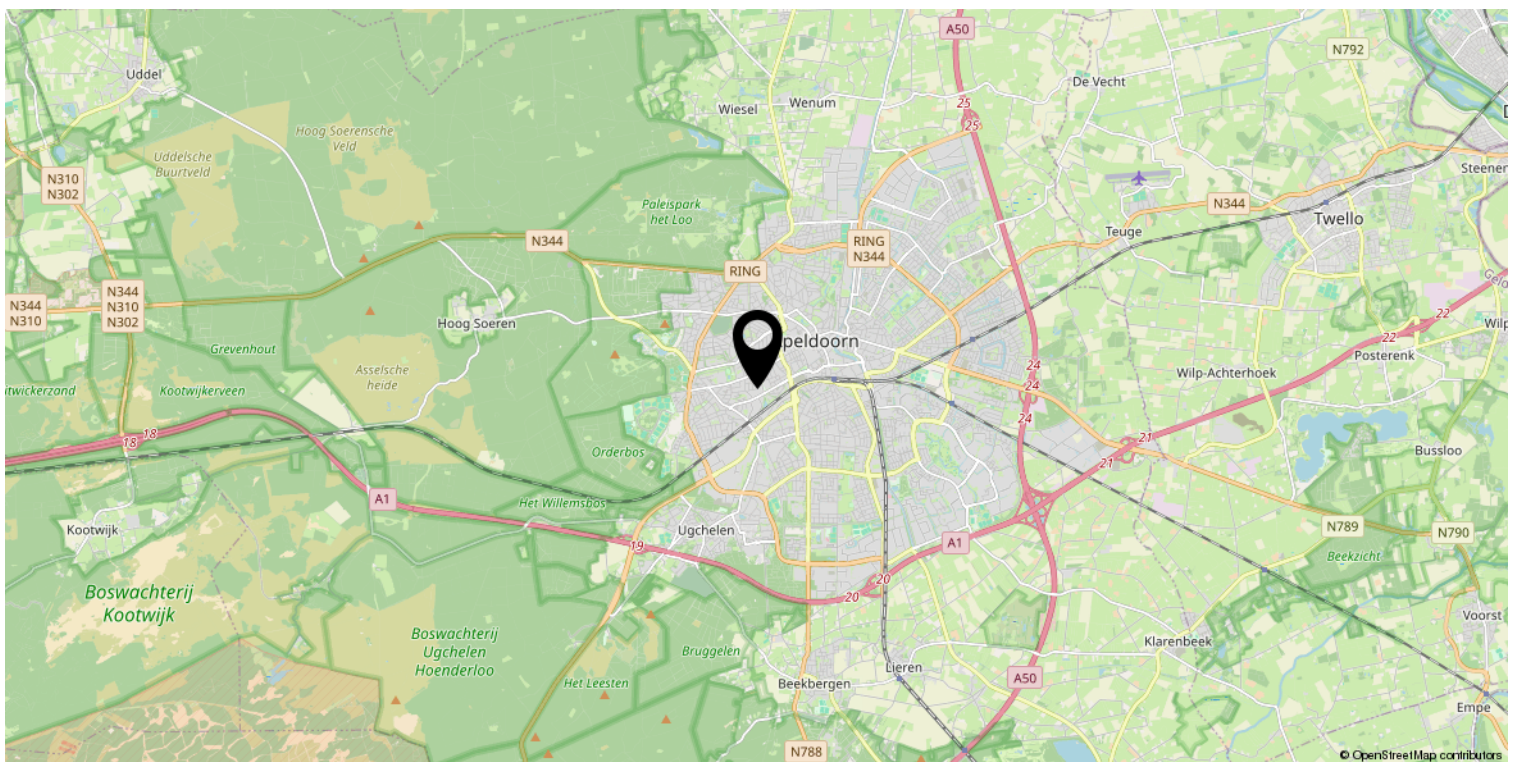 A50
N792
Uddel
De Vecht
Wiesel
Wenum
25
25
Hoog Soerensche
Veld
Uddelsche
Buurtveld
N310
N302
Steenen
Paleispark
het Loo
N344
Twello
Teuge
N344
RING
N344
RING
N344
N310
N344
N310
N302
Hoog Soeren
peldoorn
22
22
Posterenk
Grevenhout
Asselsche
heide
Kootwijkerveen
24
24
24
Wilp-Achterhoek
18
18
21
21
Bussloo
Orderbos
A1
Het Willemsbos
Kootwijk
Ugchelen
19
A1
N789
N790
Beekzicht
20
20
Boswachterij
Kootwijk
Voorst
Boswachterij
Ugchelen
Hoenderloo
Klarenbeek
Bruggelen
Lieren
Het Leesten
Beekbergen
A50
Empe
N788
© OpenStreetMap contributors